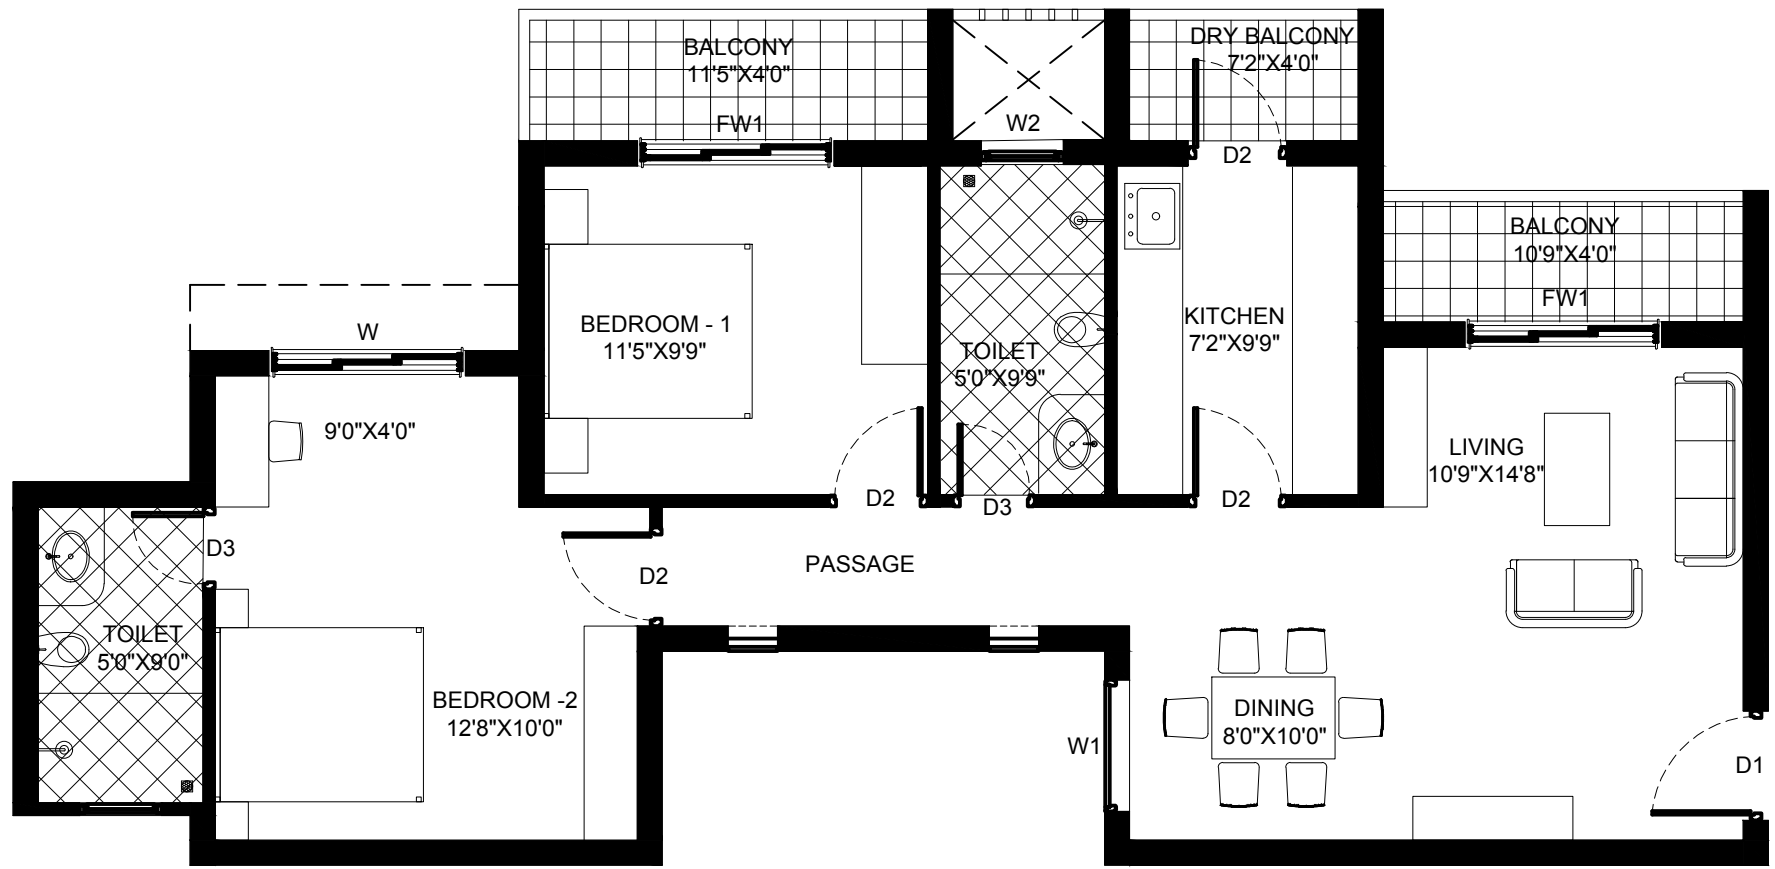 BALCONY
11'5"X4'0"
FW1
W2
DRY BALCONY
7'2"X4'0"
D2
BALCONY
10'9"X4'0"
FW1
W
9'0"X4'0"
BEDROOM - 1
11'5"X9'9"
TOILET
5'0"X9'9"
KITCHEN
7'2"X9'9"
LIVING
10'9"X14'8"
D2
D3
D2
D3
D2
PASSAGE
TOILET
5'0"X9'0"
BEDROOM -2
12'8"X10'0"
W1
DINING
8'0"X10'0"
D1